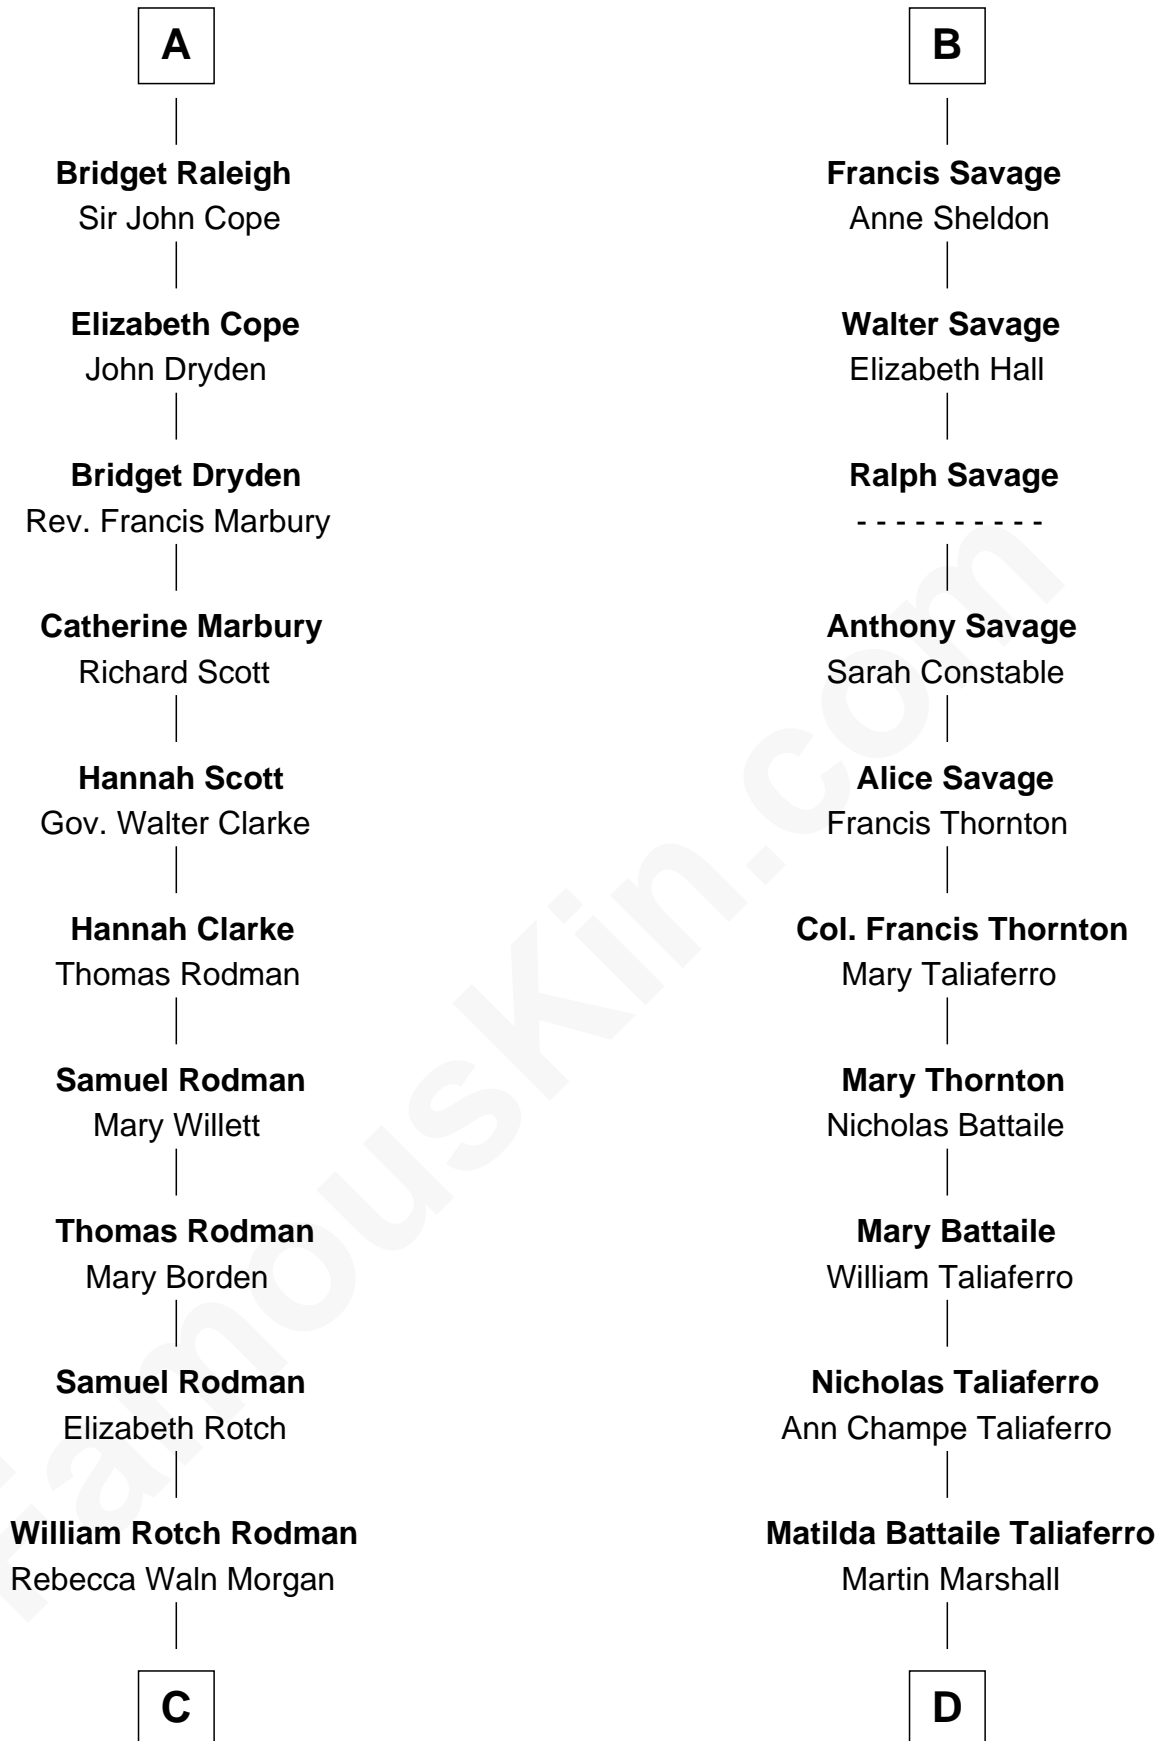 A
Bridget Raleigh
Sir John Cope
Elizabeth Cope
John Dryden
Bridget Dryden
Rev. Francis Marbury
Catherine Marbury
Richard Scott
Hannah Scott
Gov. Walter Clarke
Hannah Clarke
Thomas Rodman
Samuel Rodman
Mary Willett
Thomas Rodman
Mary Borden
Samuel Rodman
Elizabeth Rotch
William Rotch Rodman
Rebecca Waln Morgan
C
B
Francis Savage
Anne Sheldon
Walter Savage
Elizabeth Hall
Ralph Savage
- - - - - - - - - -
Anthony Savage
Sarah Constable
Alice Savage
Francis Thornton
Col. Francis Thornton
Mary Taliaferro
Mary Thornton
Nicholas Battaile
Mary Battaile
William Taliaferro
Nicholas Taliaferro
Ann Champe Taliaferro
Matilda Battaile Taliaferro
Martin Marshall
D
FamousKin.com